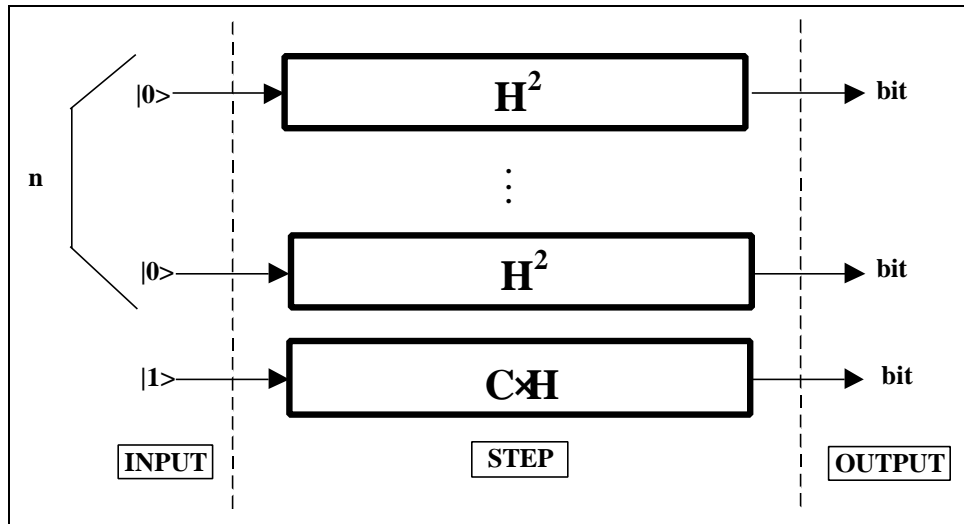 |0> H² bit
n
⋮
|0> H² bit
|1> C×H bit
INPUT STEP OUTPUT